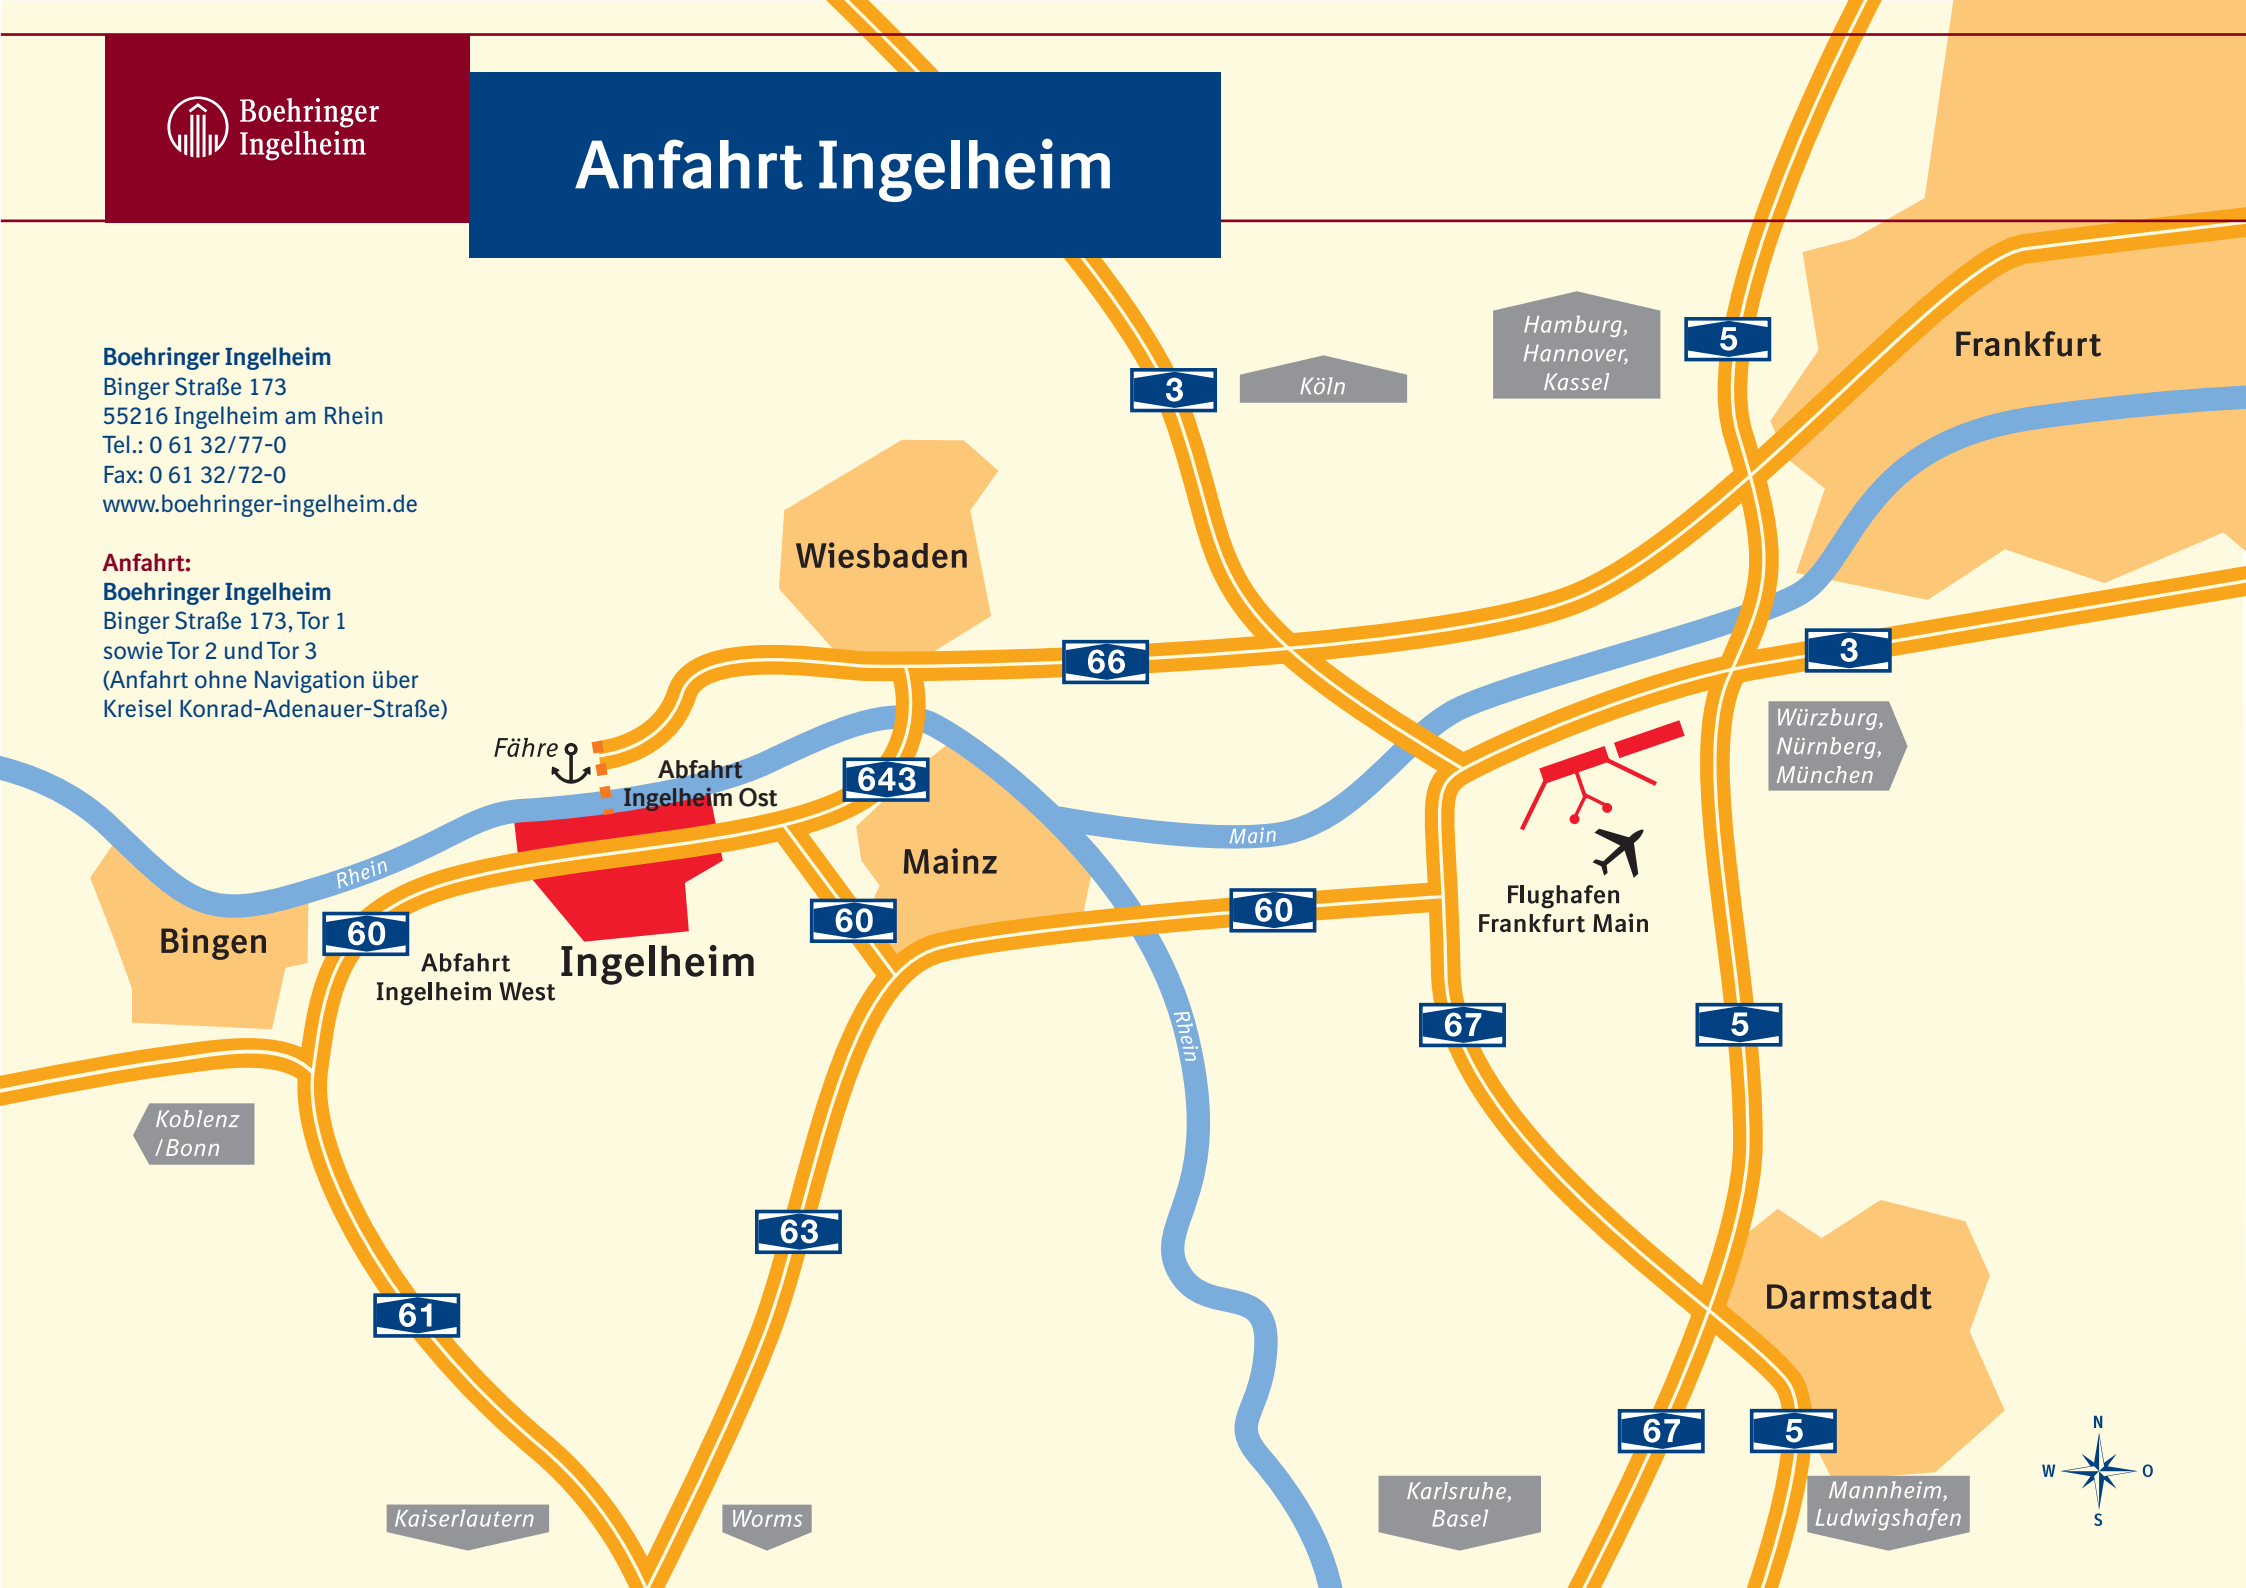 Boehringer
Ingelheim
Anfahrt Ingelheim
Boehringer Ingelheim
Binger Straße 173
55216 Ingelheim am Rhein
Tel.: 0 61 32/77-0
Fax: 0 61 32/72-0
www.boehringer-ingelheim.de
Anfahrt:
Boehringer Ingelheim
Binger Straße 173, Tor 1
sowie Tor 2 und Tor 3
(Anfahrt ohne Navigation über
Kreisel Konrad-Adenauer-Straße)
Hamburg,
Hannover,
Kassel
5
Frankfurt
3
Köln
Wiesbaden
66
3
Würzburg,
Nürnberg,
München
Fähre
Abfahrt
Ingelheim Ost
643
Main
Mainz
Rhein
Flughafen
Frankfurt Main
60
60
60
Bingen
Abfahrt
Ingelheim West
Ingelheim
Rhein
67
5
Koblenz
/Bonn
63
61
Darmstadt
67
5
Kaiserlautern
Worms
Karlsruhe,
Basel
Mannheim,
Ludwigshafen
N
W
O
S